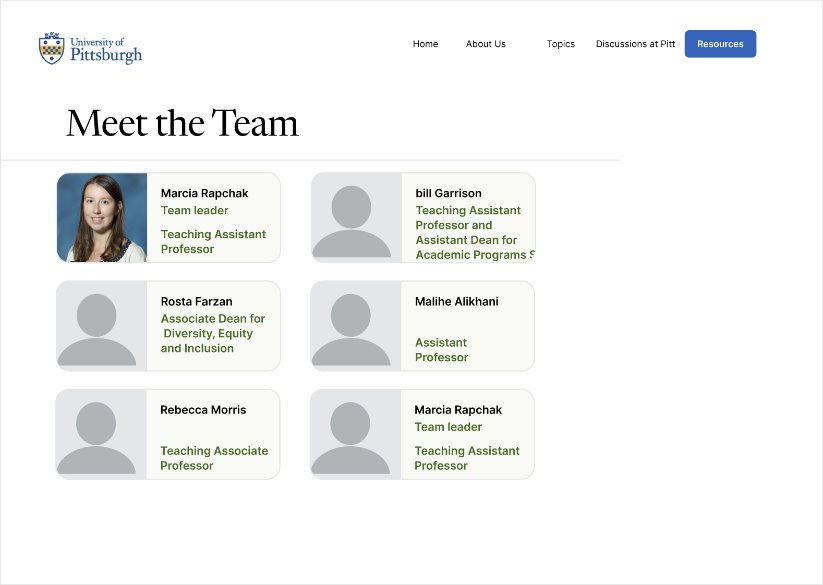 University of
Pittsburgh
Home About Us Topics Discussions at Pitt Resources
Meet the Team
Marcia Rapchak
Team leader
Teaching Assistant
Professor
bill Garrison
Teaching Assistant
Professor and
Assistant Dean for
Academic Programs S
Rosta Farzan
Associate Dean for
Diversity, Equity
and Inclusion
Malihe Alikhani
Assistant
Professor
Rebecca Morris
Teaching Associate
Professor
Marcia Rapchak
Team leader
Teaching Assistant
Professor